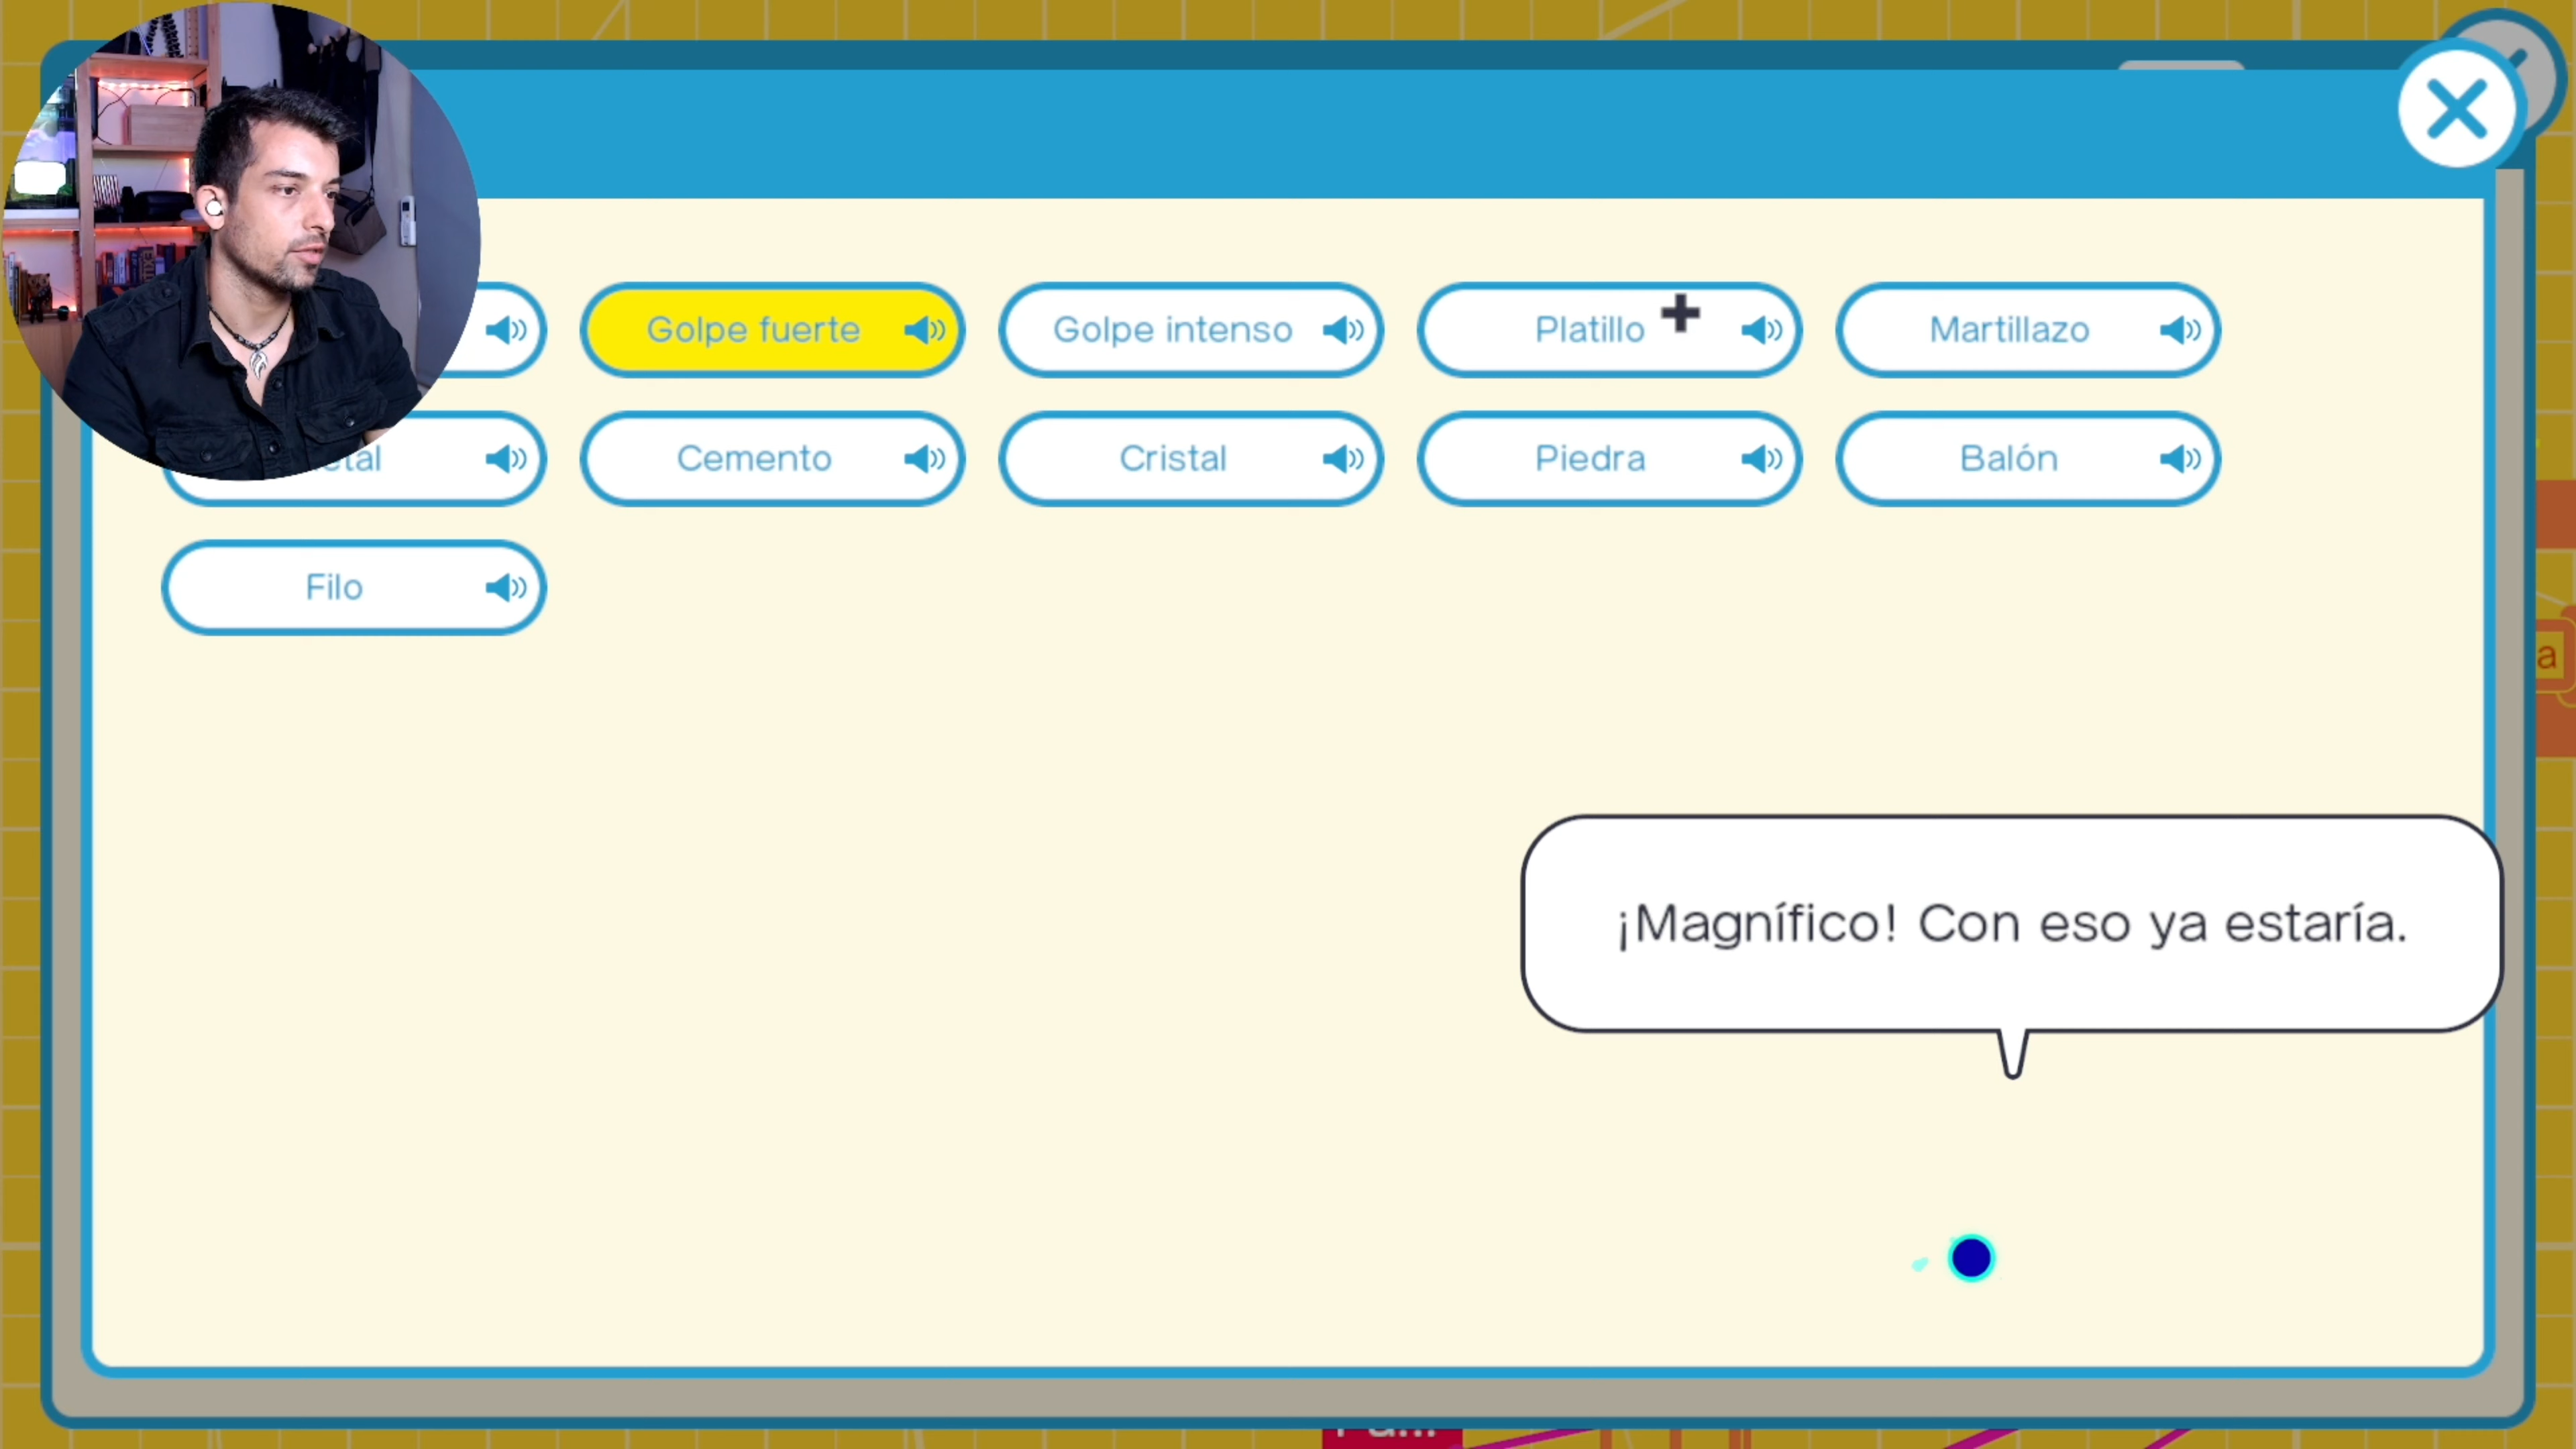 Golpe fuerte
Golpe intenso
Platillo
Martillazo
Cemento
Cristal
Piedra
Balón
Filo
¡Magnífico! Con eso ya estaría.